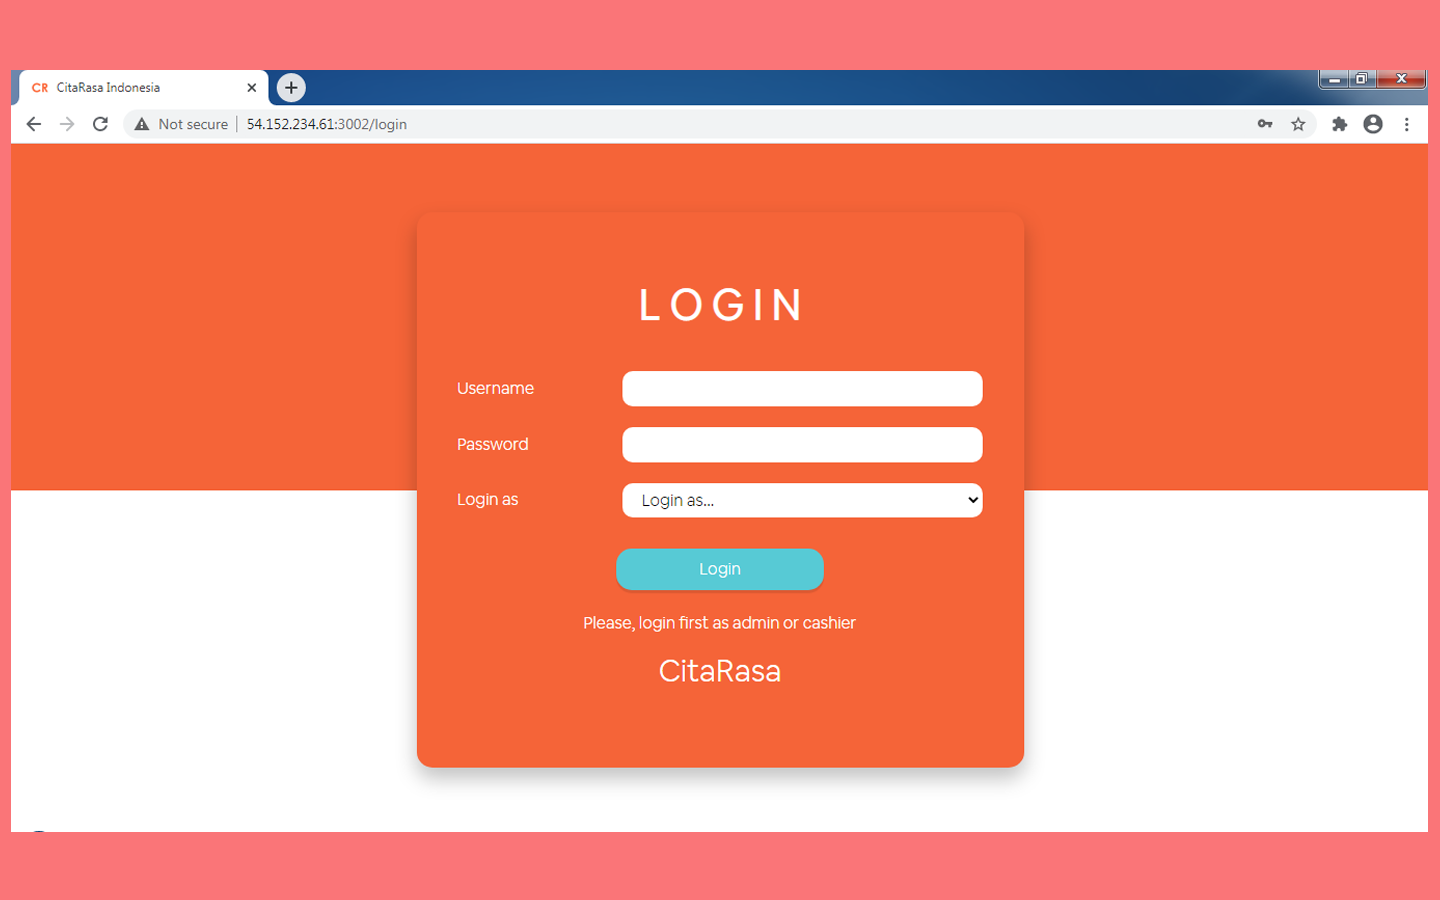 CR CitaRasa Indonesia
Not secure 54.152.234.61:3002/login
LOGIN
Username
Password
Login as Login as...
Login
Please, login first as admin or cashier
CitaRasa